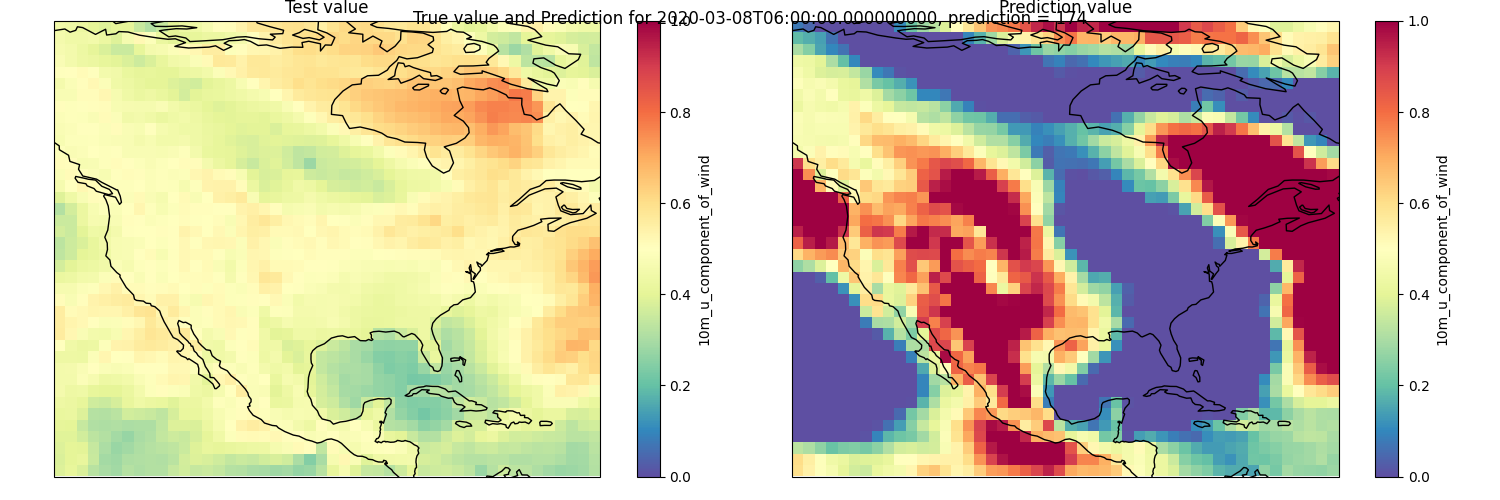 Test value
Prediction value
True value and Prediction for 2020-03-08T06:00:00.000000000, prediction = 174
1.0
0.8
0.6
0.4
0.2
0.0
10m_u_component_of_wind
1.0
0.8
0.6
0.4
0.2
0.0
10m_u_component_of_wind